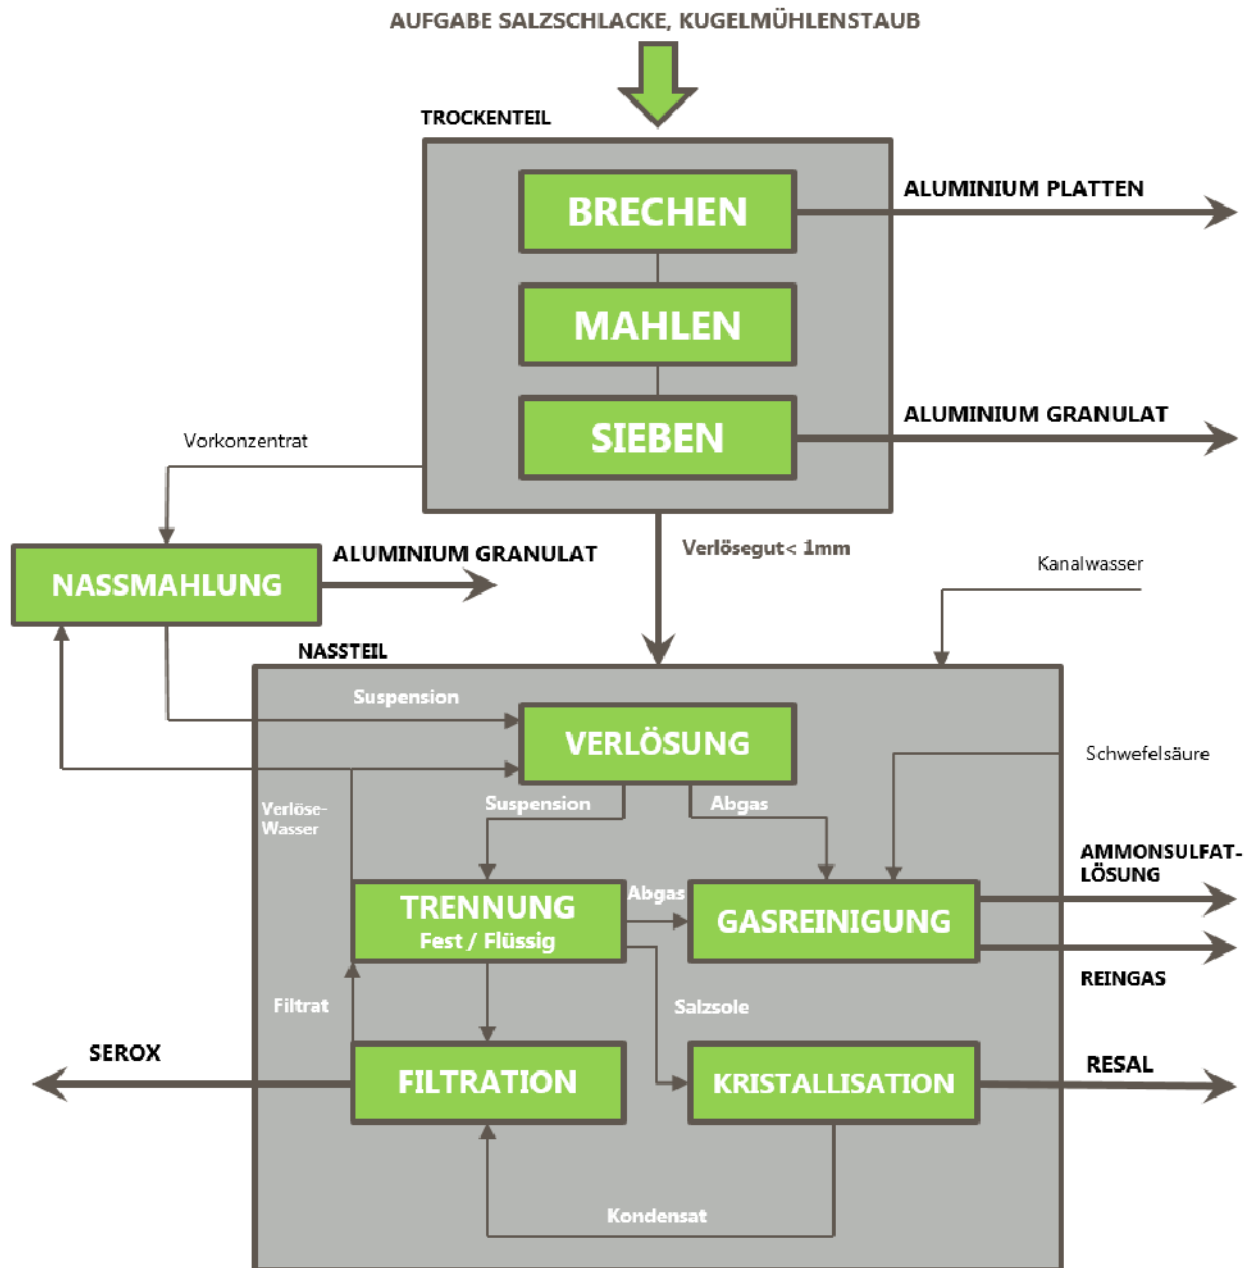 AUFGABE SALZSCHLACKE, KUGELMÜHLENSTAUB
TROCKENTEIL
BRECHEN
ALUMINIUM PLATTEN
MAHLEN
SIEBEN
ALUMINIUM GRANULAT
Vorkonzentrat
NASSMAHLUNG
ALUMINIUM GRANULAT
Verlösegut< 1mm
Kanalwasser
NASSTEIL
Suspension
VERLÖSUNG
Schwefelsäure
Verlöse-
Wasser
Suspension
Abgas
TRENNUNG
Fest / Flüssig
Abgas
GASREINIGUNG
AMMONSULFAT-
LÖSUNG
REINGAS
Filtrat
Salzsole
SEROX
FILTRATION
KRISTALLISATION
RESAL
Kondensat